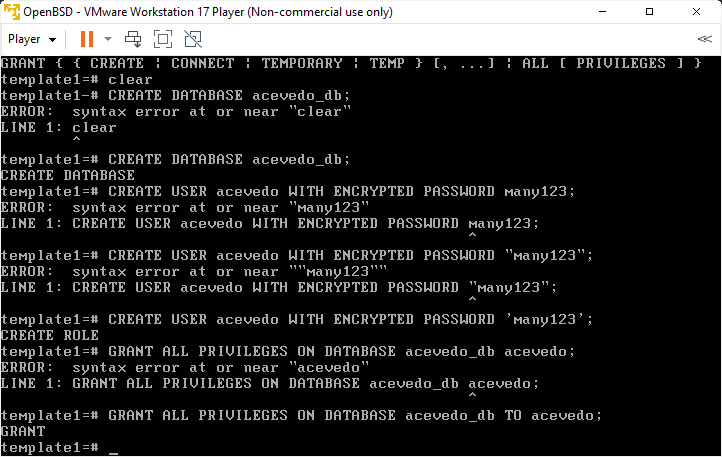 OpenBSD - VMware Workstation 17 Player (Non-commercial use only)
Player
GRANT { { CREATE ¦ CONNECT ¦ TEMPORARY ¦ TEMP } [, ...] ¦ ALL [ PRIVILEGES ] }
template1=# clear
template1-# CREATE DATABASE acevedo_db;
ERROR:  syntax error at or near "clear"
LINE 1: clear
        ^
template1=# CREATE DATABASE acevedo_db;
CREATE DATABASE
template1=# CREATE USER acevedo WITH ENCRYPTED PASSWORD many123;
ERROR:  syntax error at or near "many123"
LINE 1: CREATE USER acevedo WITH ENCRYPTED PASSWORD many123;
                                                    ^
template1=# CREATE USER acevedo WITH ENCRYPTED PASSWORD "many123";
ERROR:  syntax error at or near ""many123""
LINE 1: CREATE USER acevedo WITH ENCRYPTED PASSWORD "many123";
                                                    ^
template1=# CREATE USER acevedo WITH ENCRYPTED PASSWORD 'many123';
CREATE ROLE
template1=# GRANT ALL PRIVILEGES ON DATABASE acevedo_db acevedo;
ERROR:  syntax error at or near "acevedo"
LINE 1: GRANT ALL PRIVILEGES ON DATABASE acevedo_db acevedo;
                                                    ^
template1=# GRANT ALL PRIVILEGES ON DATABASE acevedo_db TO acevedo;
GRANT
template1=# _